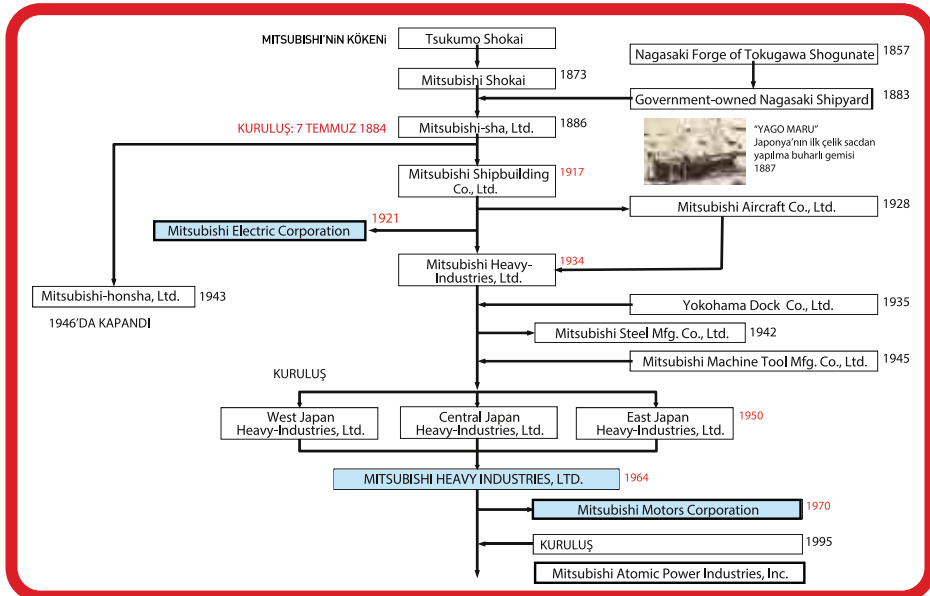 MITSUBISHI'NiN KÖKENi
Tsukumo Shokai
Nagasaki Forge of Tokugawa Shogunate
1857
Mitsubishi Shokai
1873
Government-owned Nagasaki Shipyard
1883
KURULUŞ: 7 TEMMUZ 1884
Mitsubishi-sha, Ltd.
1886
"YAGO MARU"
Japonya'nın ilk çelik sacdan
yapılma buharlı gemisi
1887
Mitsubishi Shipbuilding
Co., Ltd.
1917
Mitsubishi Aircraft Co., Ltd.
1928
1921
Mitsubishi Electric Corporation
Mitsubishi Heavy-
Industries, Ltd.
1934
Mitsubishi-honsha, Ltd.
1943
1946'DA KAPANDI
Yokohama Dock Co., Ltd.
1935
Mitsubishi Steel Mfg. Co., Ltd.
1942
Mitsubishi Machine Tool Mfg. Co., Ltd.
1945
KURULUŞ
West Japan
Heavy-Industries, Ltd.
Central Japan
Heavy-Industries, Ltd.
East Japan
Heavy-Industries, Ltd.
1950
MITSUBISHI HEAVY INDUSTRIES, LTD.
1964
Mitsubishi Motors Corporation
1970
KURULUŞ
1995
Mitsubishi Atomic Power Industries, Inc.